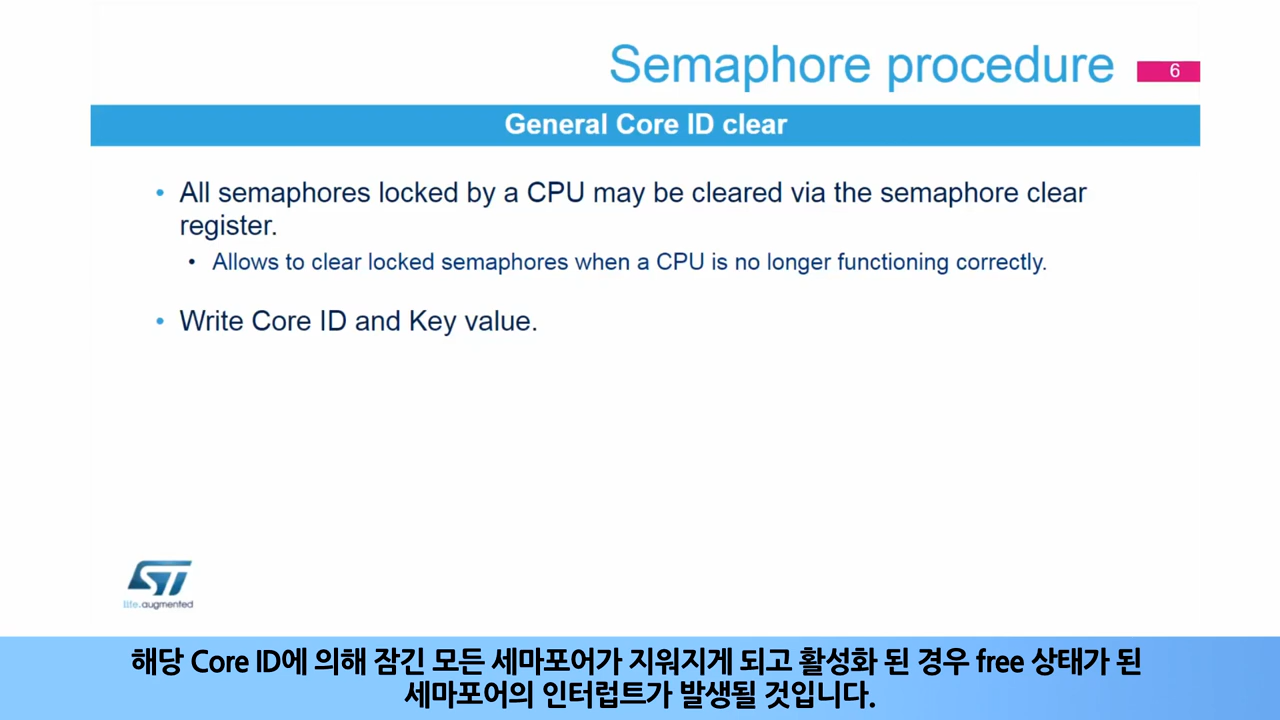 Semaphore procedure
6
General Core ID clear
• All semaphores locked by a CPU may be cleared via the semaphore clear
register.
• Allows to clear locked semaphores when a CPU is no longer functioning correctly.
• Write Core ID and Key value.
ST
life.augmented
해당 Core ID에 의해 잠긴 모든 세마포어가 지워지게 되고 활성화 된 경우 free 상태가 된
세마포어의 인터럽트가 발생될 것입니다.